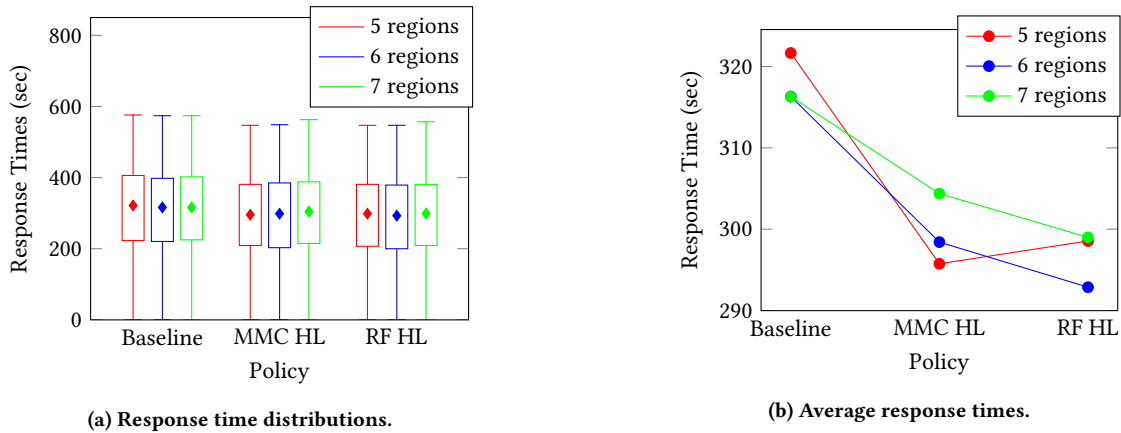 5 regions
6 regions
7 regions
Response Times (sec)
800
600
400
200
0
Baseline
MMC HL
RF HL
Policy
(a) Response time distributions.
5 regions
6 regions
7 regions
Response Time (sec)
320
310
300
290
Baseline
MMC HL
RF HL
Policy
(b) Average response times.